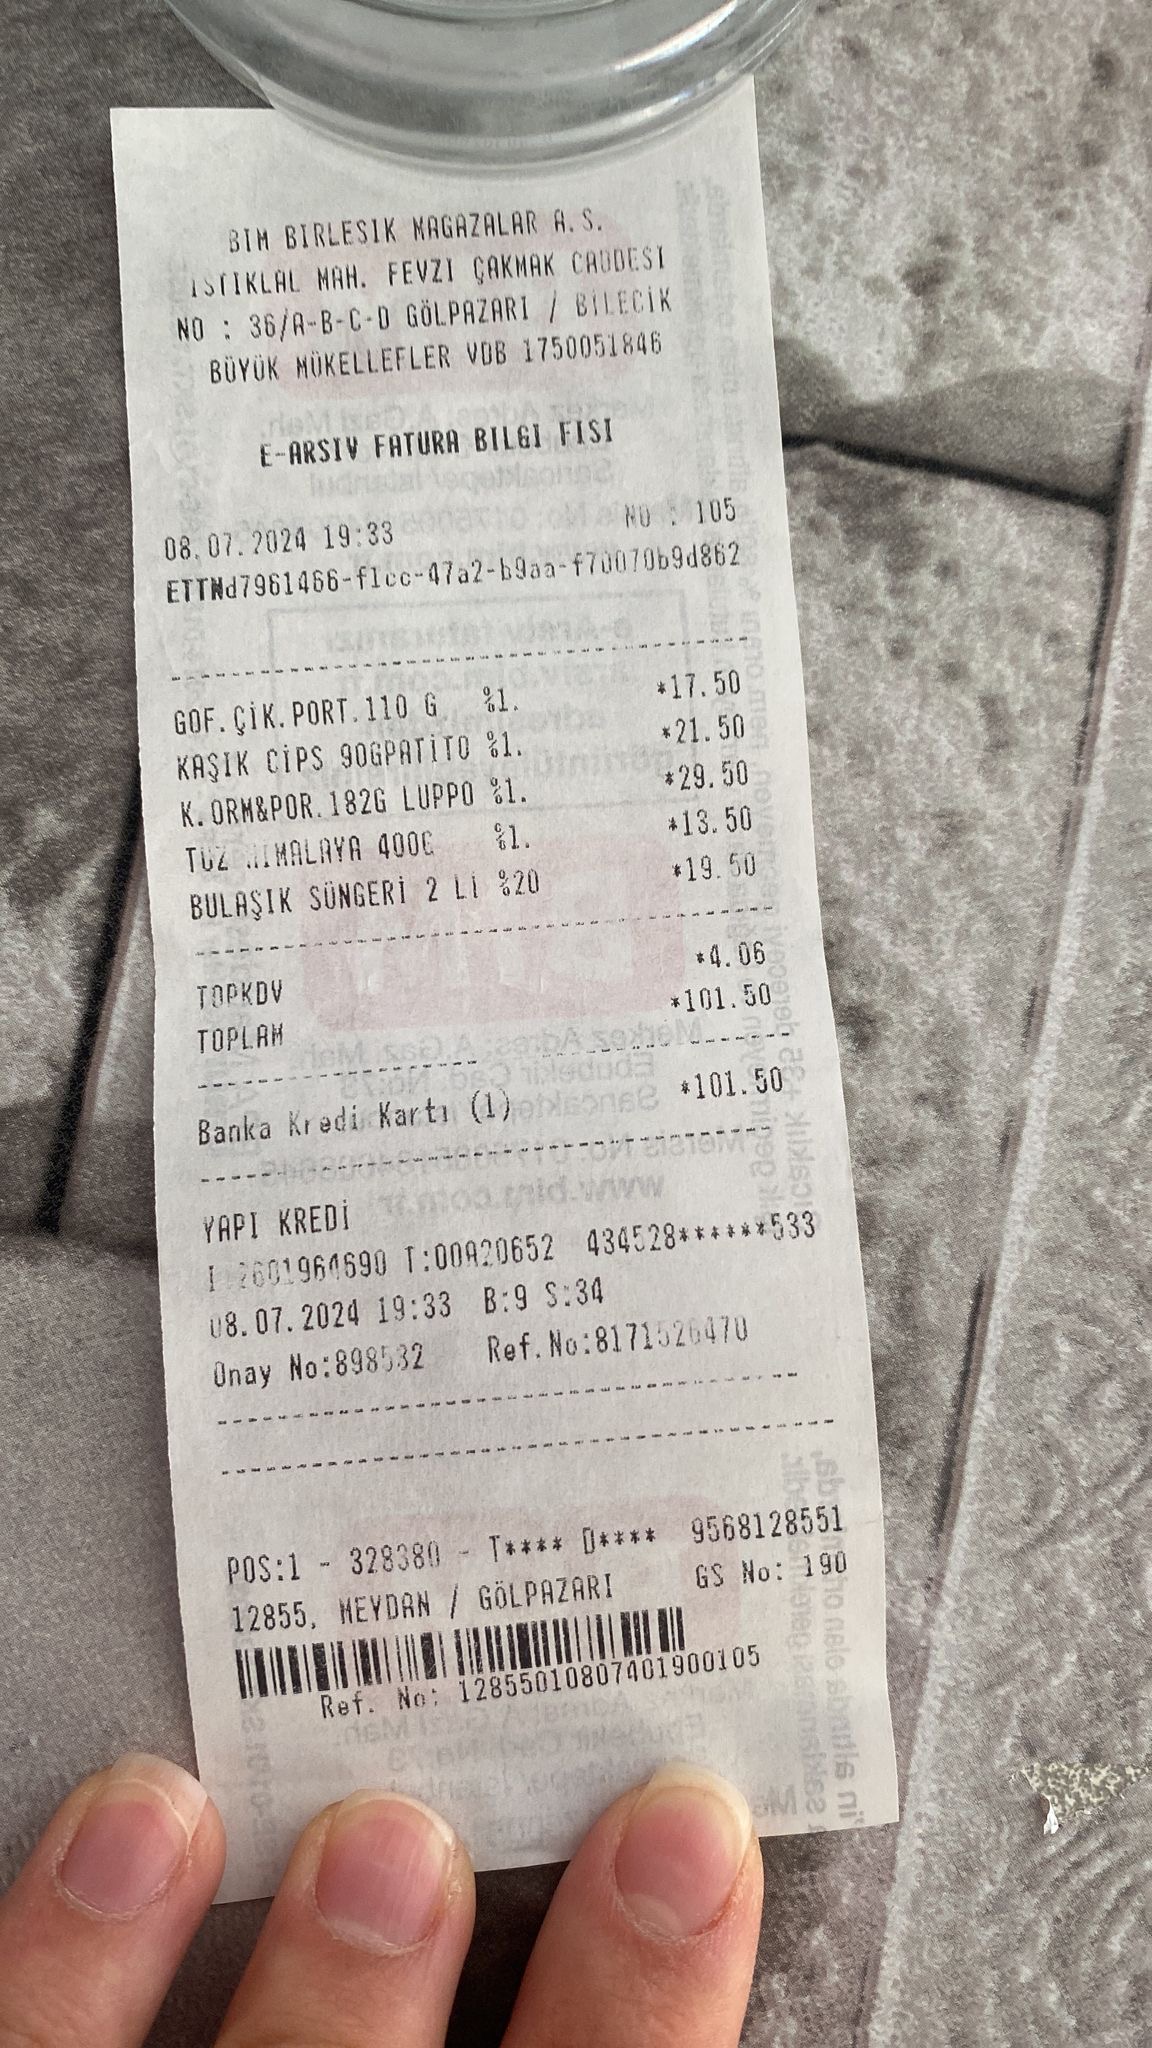 BIM BIRLESIK MAGAZALAR A.S.
ISTIKLAL MAH. FEVZI ÇAKMAK CADDESI
NO : 36/A-B-C-D GÖLPAZARI / BILECIK
BÜYÜK MÜKELLEFLER VDB 1750051846
E-ARSIV FATURA BILGI FISI
08.07.2024 19:33 NO : 105
ETTNd7961466-f1cc-47a2-b9aa-f70070b9d862
GOF.ÇİK.PORT.110 G %1. *17.50
KAŞIK CİPS 90GPATİTO %1. *21.50
K.ORM&POR.182G LUPPO %1. *29.50
TUZ HIMALAYA 400G %1. *13.50
BULAŞIK SÜNGERİ 2 Lİ %20 *19.50
TOPKDV *4.06
TOPLAM *101.50
Banka Kredi Kartı (1) *101.50
YAPI KREDİ
T:00A20652 434528******533
08.07.2024 19:33 B:9 S:34
Onay No:898532 Ref.No:8171526470
POS:1 - 328380 - T**** D**** 9568128551
12855, MEYDAN / GÖLPAZARI GS No: 190
Ref. No: 12855010807401900105